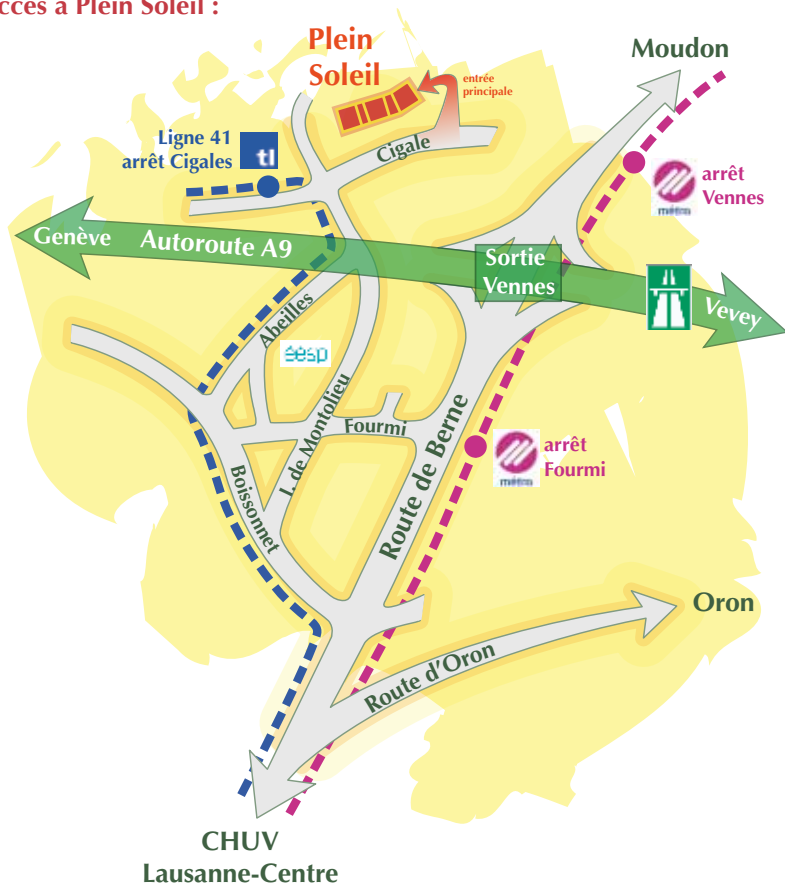 ccès à Plein Soleil :
Plein
Soleil
entrée
principale
Moudon
Ligne 41
arrêt Cigales
tl
Cigale
arrêt
Vennes
métro
Genève
Autoroute A9
Sortie
Vennes
Vevey
Abeilles
éésp
I. de Montolieu
Fourmi
Route de Berne
arrêt
Fourmi
métro
Boissonnet
Oron
Route d'Oron
CHUV
Lausanne-Centre